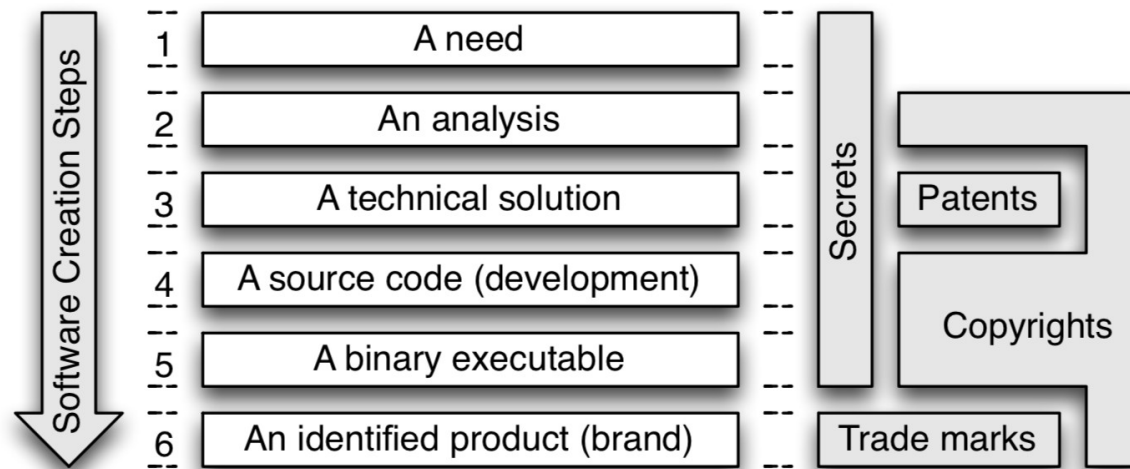 Software Creation Steps
1 A need
2 An analysis
3 A technical solution
4 A source code (development)
5 A binary executable
6 An identified product (brand)
Secrets
Patents
Copyrights
Trade marks